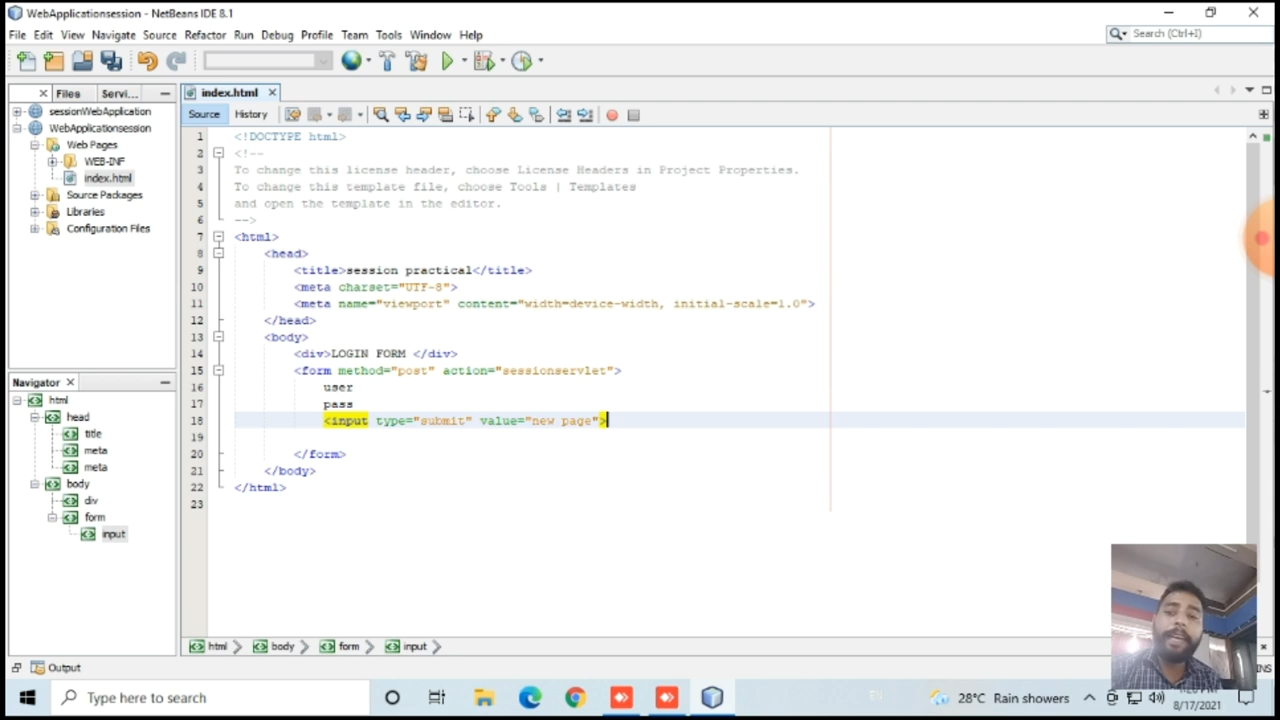 WebApplicationsession - NetBeans IDE 8.1
File Edit View Navigate Source Refactor Run Debug Profile Team Tools Window Help
Search (Ctrl+I)
Files Servi...
index.html
sessionWebApplication
WebApplicationsession
Web Pages
WEB-INF
index.html
Source Packages
Libraries
Configuration Files
Source History
1 <!DOCTYPE html>
2 <!--
3 To change this license header, choose License Headers in Project Properties.
4 To change this template file, choose Tools | Templates
5 and open the template in the editor.
6 -->
7 <html>
8 <head>
9 <title>session practical</title>
10 <meta charset="UTF-8">
11 <meta name="viewport" content="width=device-width, initial-scale=1.0">
12 </head>
13 <body>
14 <div>LOGIN FORM </div>
15 <form method="post" action="sessionservlet">
16 user
17 pass
18 <input type="submit" value="new page">
19
20 </form>
21 </body>
22 </html>
23
Navigator
html
head
title
meta
meta
body
div
form
input
html body form input
Output
INS
Type here to search
28°C Rain showers
8/17/2021